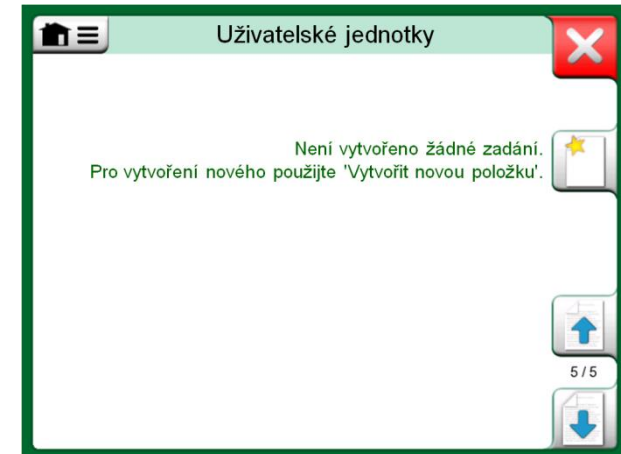 Uživatelské jednotky
Není vytvořeno žádné zadání.
Pro vytvoření nového použijte 'Vytvořit novou položku'.
5/5